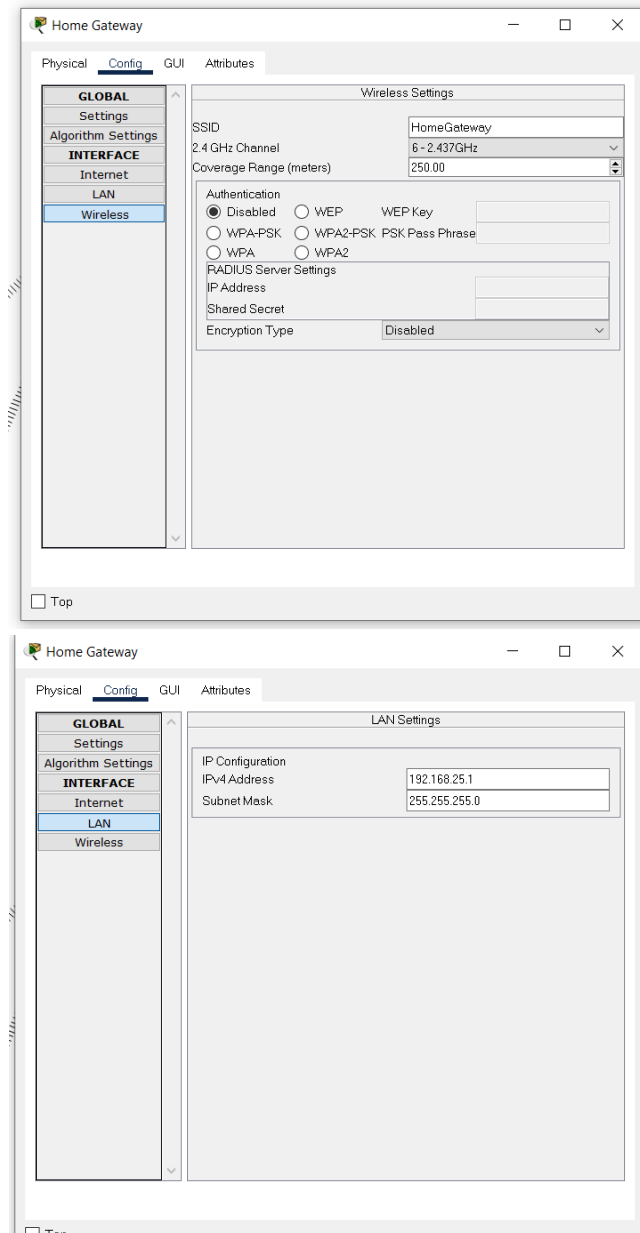 Home Gateway
Physical Config GUI Attributes
GLOBAL
Settings
Algorithm Settings
INTERFACE
Internet
LAN
Wireless
Wireless Settings
SSID HomeGateway
2.4 GHz Channel 6 - 2.437GHz
Coverage Range (meters) 250.00
Authentication
Disabled WEP WEP Key
WPA-PSK WPA2-PSK PSK Pass Phrase
WPA WPA2
RADIUS Server Settings
IP Address
Shared Secret
Encryption Type Disabled
Top
Home Gateway
Physical Config GUI Attributes
GLOBAL
Settings
Algorithm Settings
INTERFACE
Internet
LAN
Wireless
LAN Settings
IP Configuration
IPv4 Address 192.168.25.1
Subnet Mask 255.255.255.0
Top